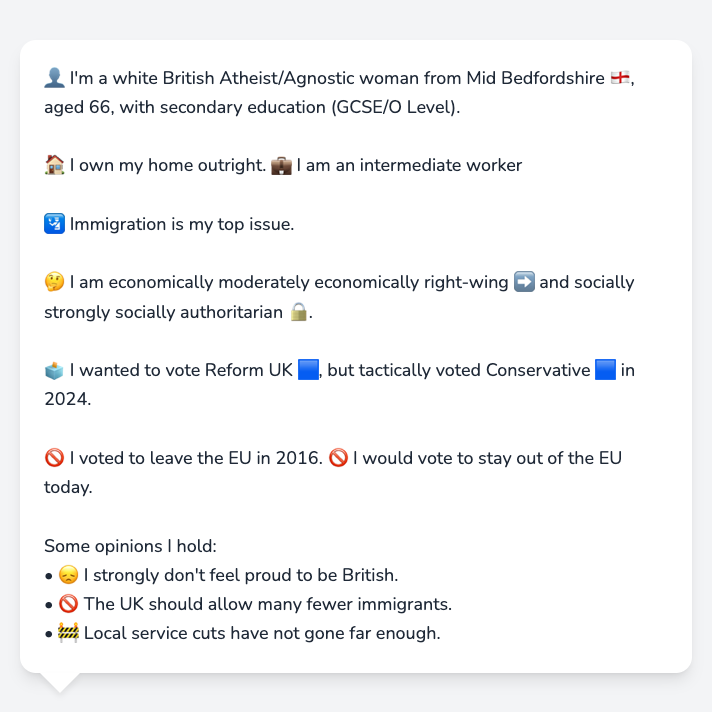 👤 I'm a white British Atheist/Agnostic woman from Mid Bedfordshire 🏴󠁧󠁢󠁥󠁮󠁧󠁿,
aged 66, with secondary education (GCSE/O Level).
🏠 I own my home outright. 💼 I am an intermediate worker
🛂 Immigration is my top issue.
🤔 I am economically moderately economically right-wing ➡️ and socially
strongly socially authoritarian 🔒.
🗳️ I wanted to vote Reform UK 🟦, but tactically voted Conservative 🟦 in
2024.
🚫 I voted to leave the EU in 2016. 🚫 I would vote to stay out of the EU
today.
Some opinions I hold:
• 😞 I strongly don't feel proud to be British.
• 🚫 The UK should allow many fewer immigrants.
• 🚧 Local service cuts have not gone far enough.